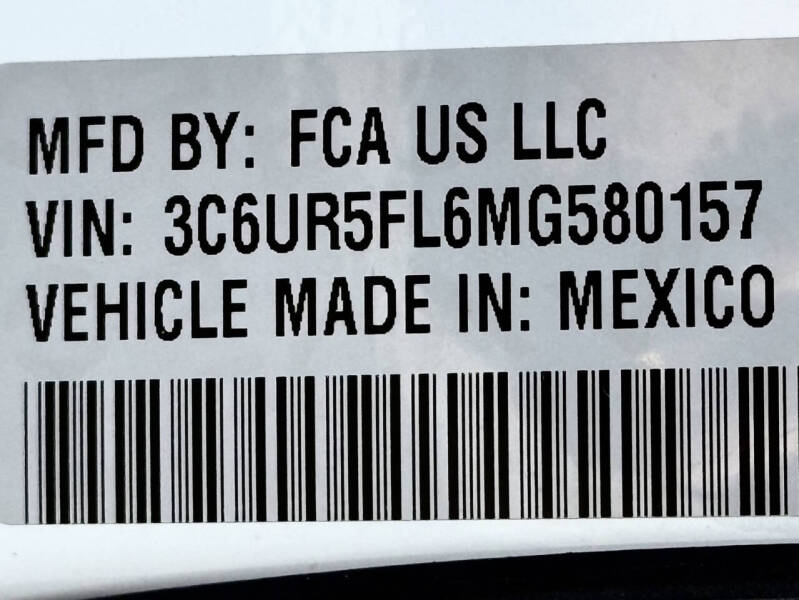 MFD BY: FCA US LLC
VIN: 3C6UR5FL6MG580157
VEHICLE MADE IN: MEXICO